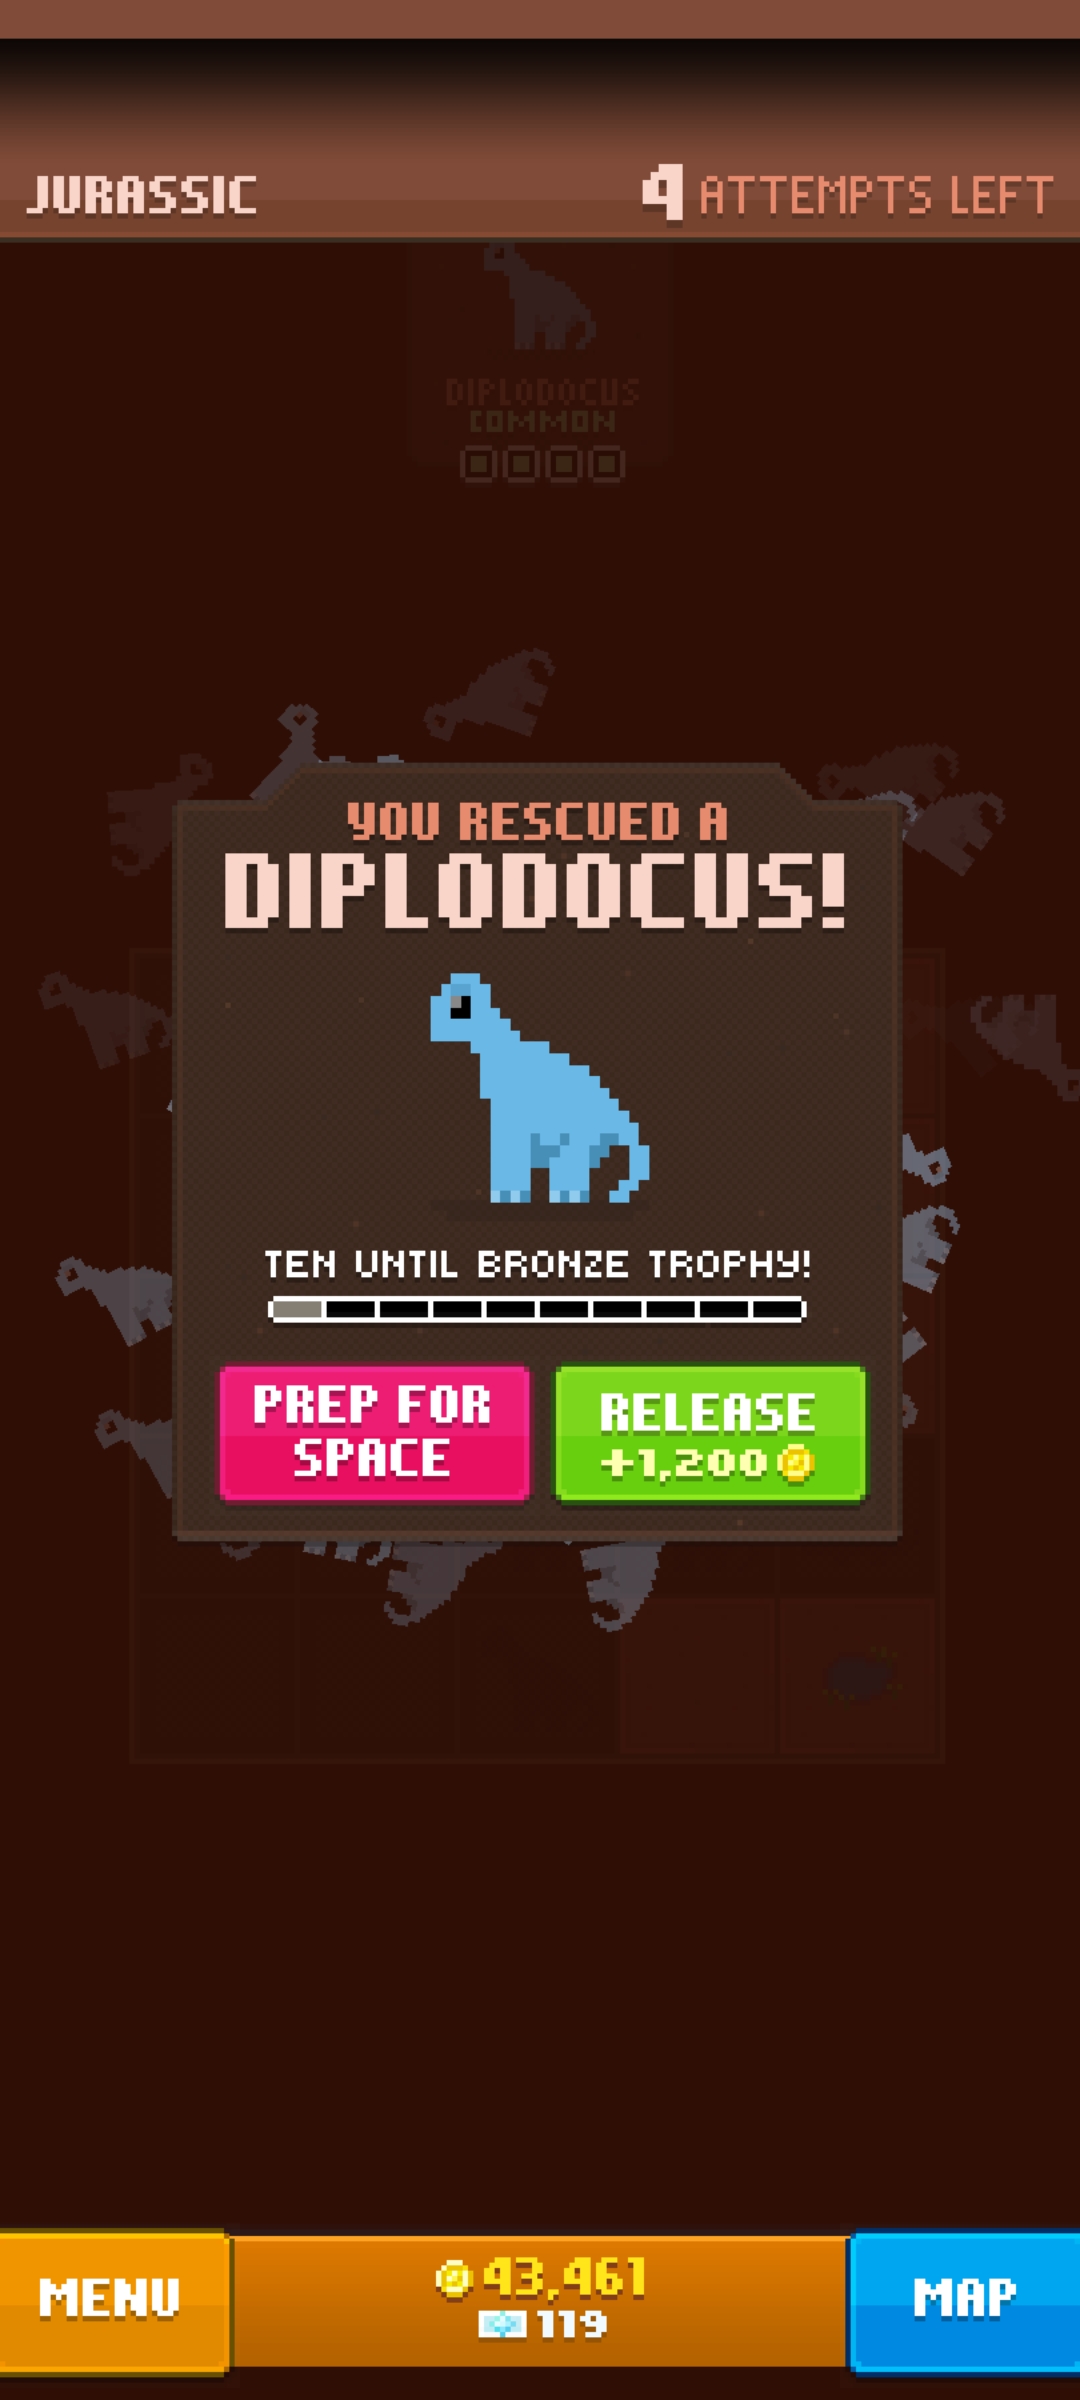 JURASSIC
4 ATTEMPTS LEFT
DIPLODOCUS
COMMON
YOU RESCUED A
DIPLODOCUS!
TEN UNTIL BRONZE TROPHY!
PREP FOR
SPACE
RELEASE
+1,200
MENU
43,461
119
MAP